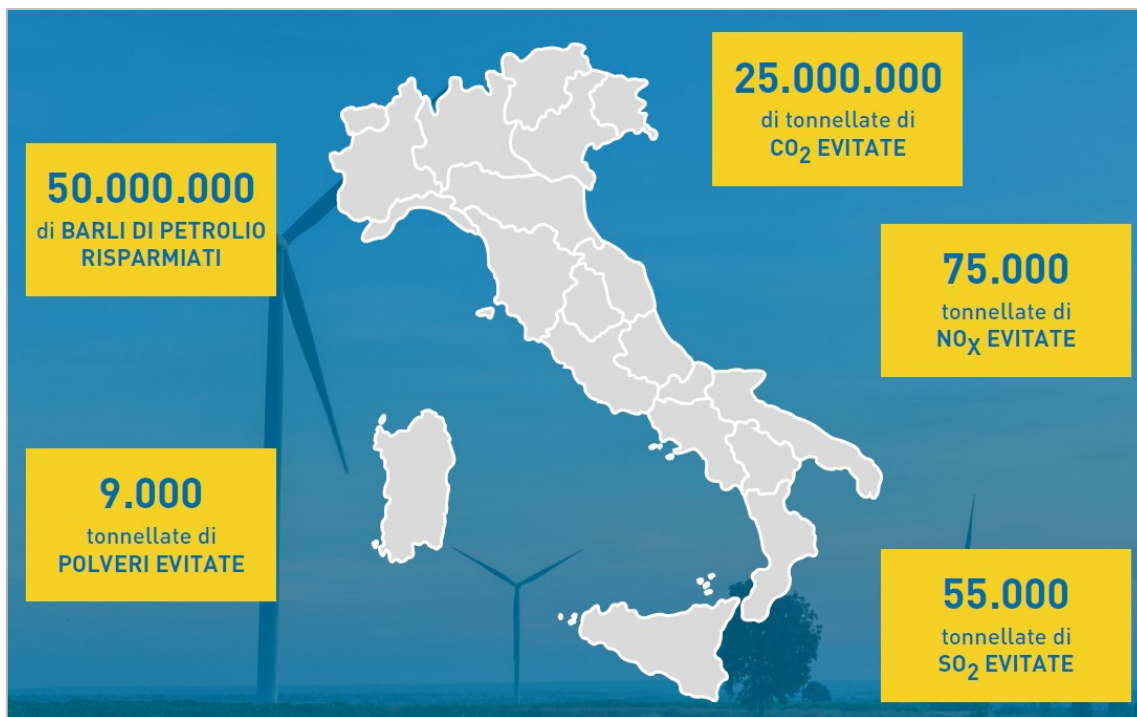 25.000.000
di tonnellate di
CO₂ EVITATE
50.000.000
di BARLI DI PETROLIO
RISPARMIATI
75.000
tonnellate di
NOX EVITATE
9.000
tonnellate di
POLVERI EVITATE
55.000
tonnellate di
SO₂ EVITATE